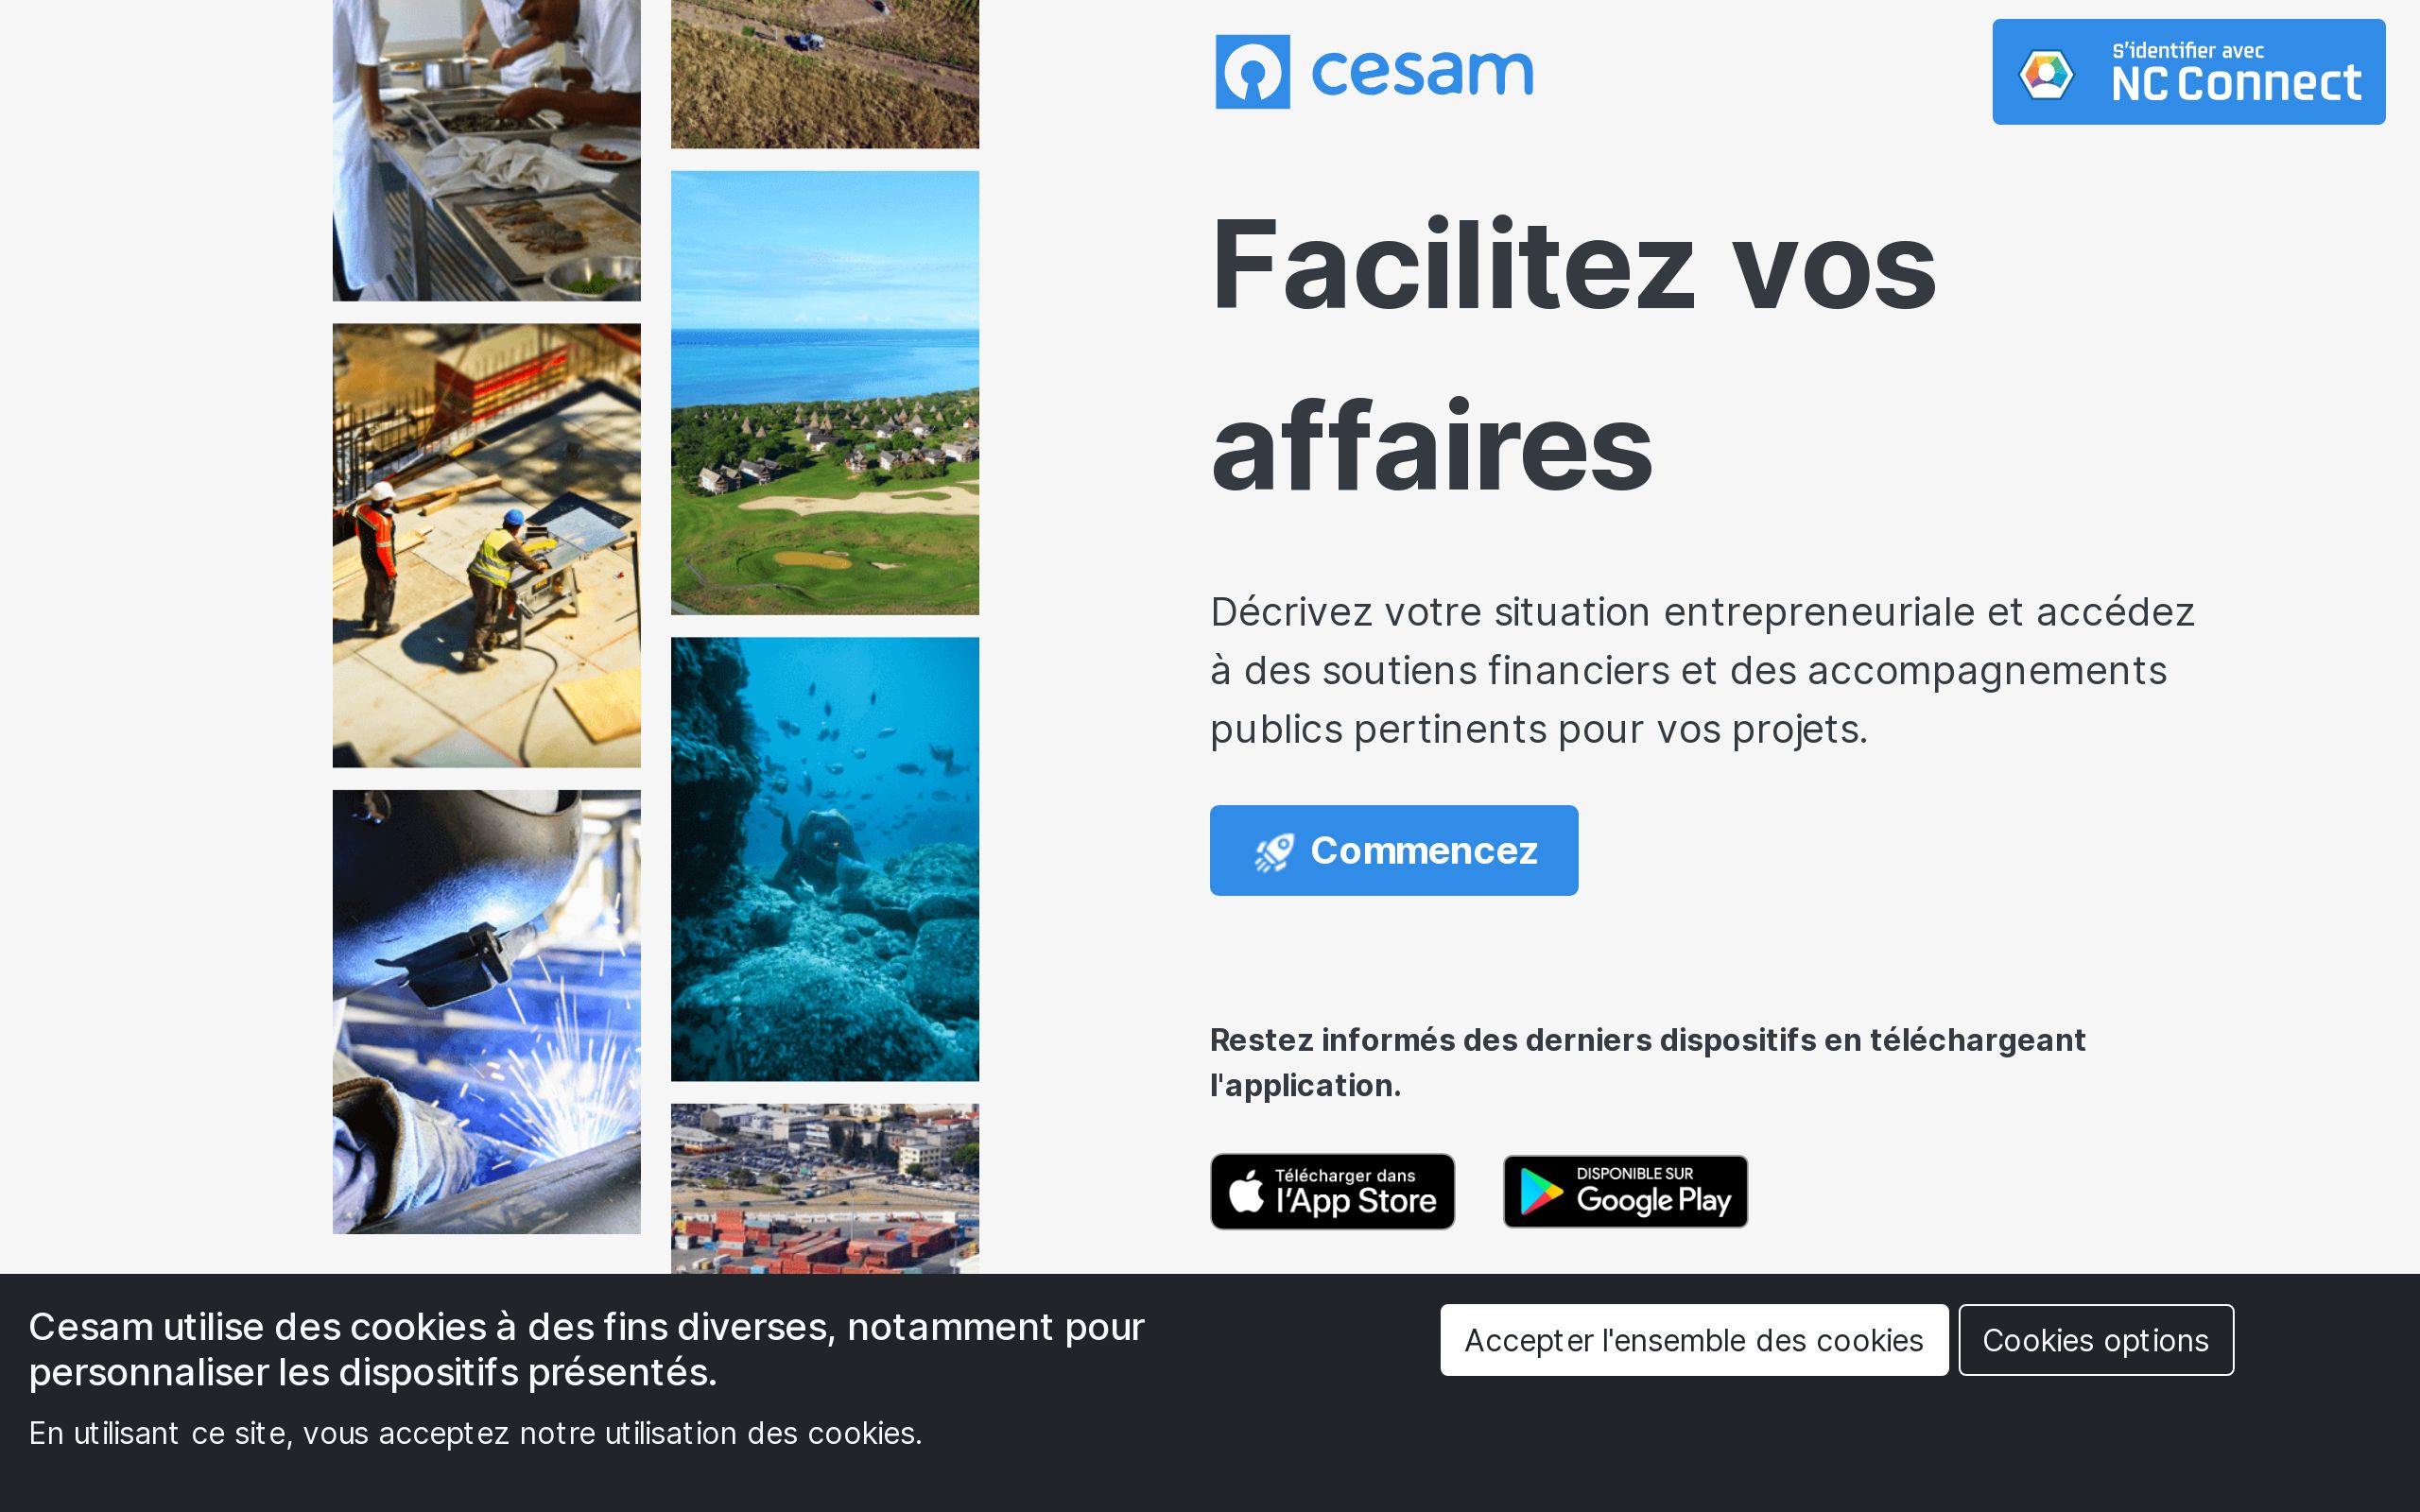 cesam
S'identifier avec
NC Connect
Facilitez vos
affaires
Décrivez votre situation entrepreneuriale et accédez
à des soutiens financiers et des accompagnements
publics pertinents pour vos projets.
Commencez
Restez informés des derniers dispositifs en téléchargeant
l'application.
Télécharger dans
l'App Store
DISPONIBLE SUR
Google Play
Cesam utilise des cookies à des fins diverses, notamment pour
personnaliser les dispositifs présentés.
En utilisant ce site, vous acceptez notre utilisation des cookies.
Accepter l'ensemble des cookies
Cookies options